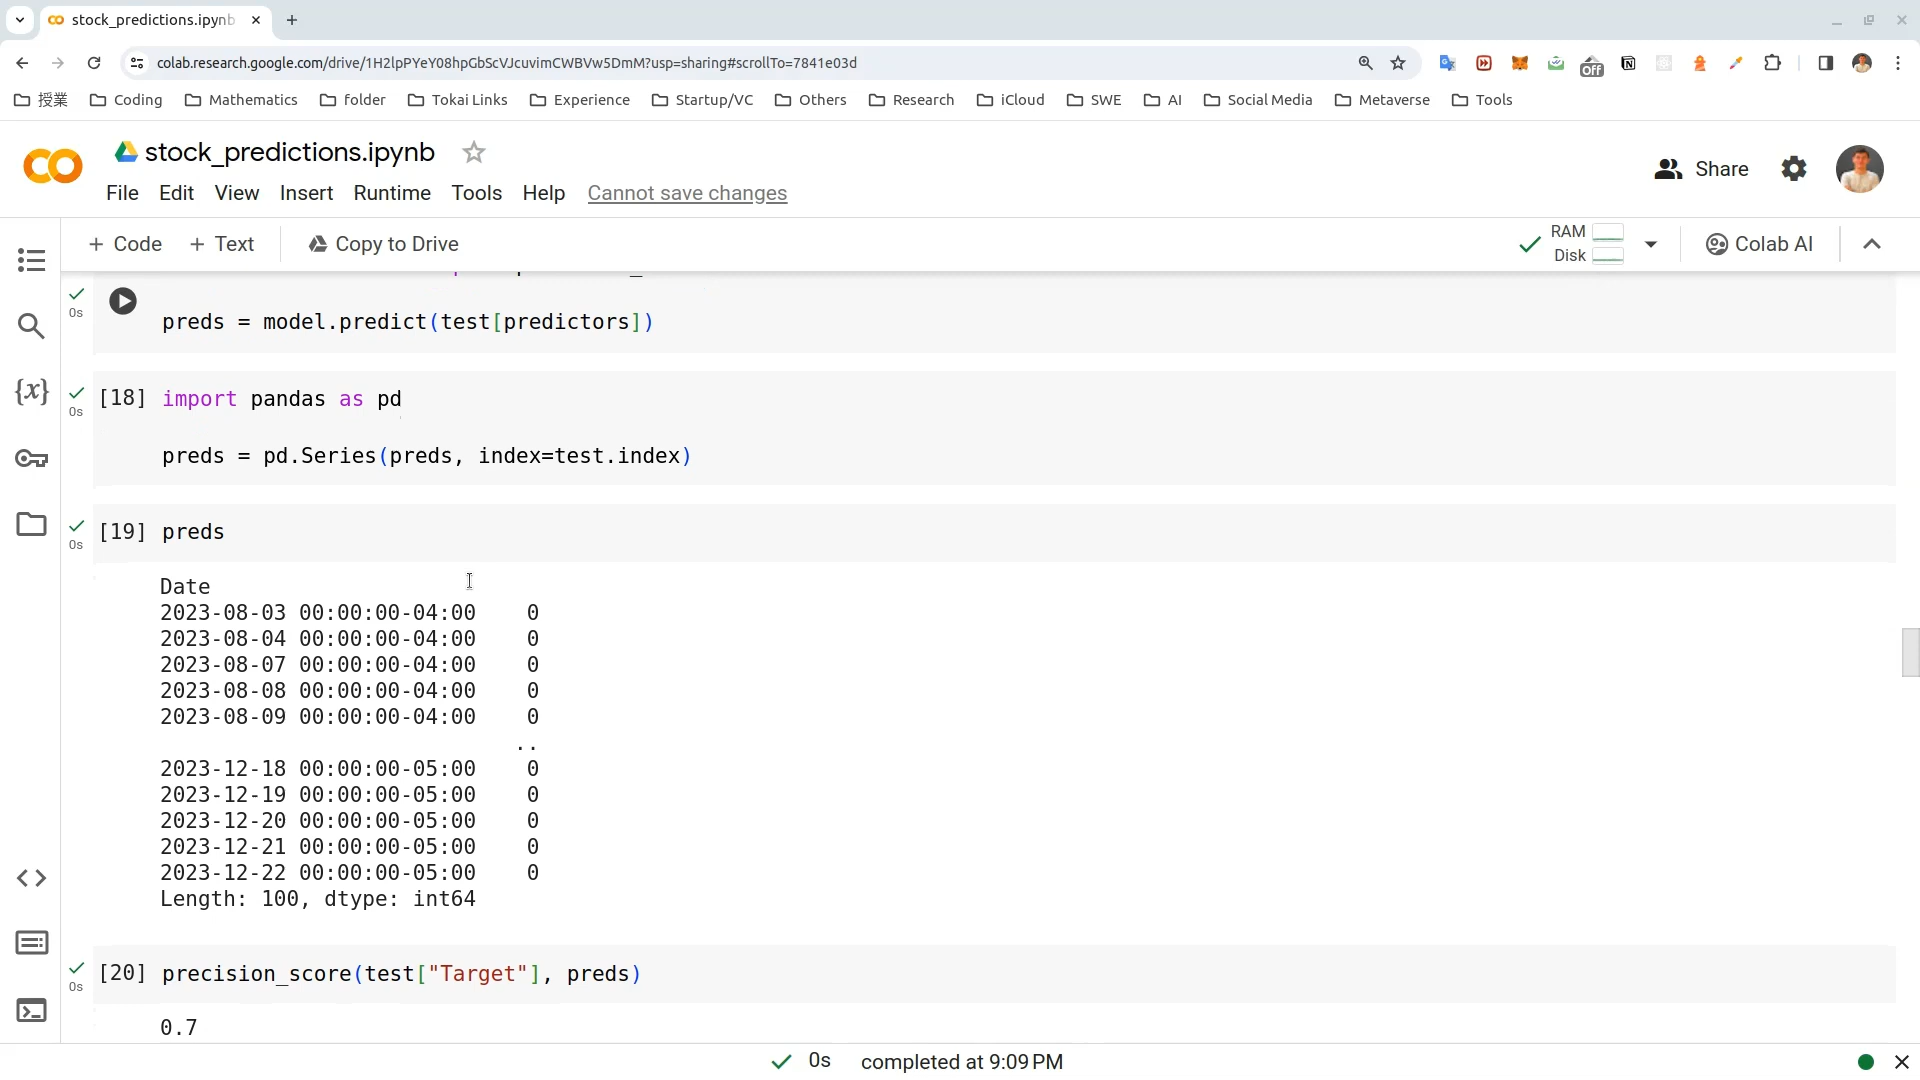 stock_predictions.ipynb
colab.research.google.com/drive/1H2lpPYeY08hpGbScVJcuvimCWBVw5DmM?usp=sharing#scrollTo=7841e03d
Off
授業 Coding Mathematics folder Tokai Links Experience Startup/VC Others Research iCloud SWE AI Social Media Metaverse Tools
stock_predictions.ipynb
Share
File Edit View Insert Runtime Tools Help Cannot save changes
+ Code + Text Copy to Drive
RAM
Disk
Colab AI
0s
preds = model.predict(test[predictors])
[18] import pandas as pd
0s
preds = pd.Series(preds, index=test.index)
[19] preds
0s
Date
2023-08-03 00:00:00-04:00 0
2023-08-04 00:00:00-04:00 0
2023-08-07 00:00:00-04:00 0
2023-08-08 00:00:00-04:00 0
2023-08-09 00:00:00-04:00 0
..
2023-12-18 00:00:00-05:00 0
2023-12-19 00:00:00-05:00 0
2023-12-20 00:00:00-05:00 0
2023-12-21 00:00:00-05:00 0
2023-12-22 00:00:00-05:00 0
Length: 100, dtype: int64
[20] precision_score(test["Target"], preds)
0s
0.7
0s completed at 9:09 PM